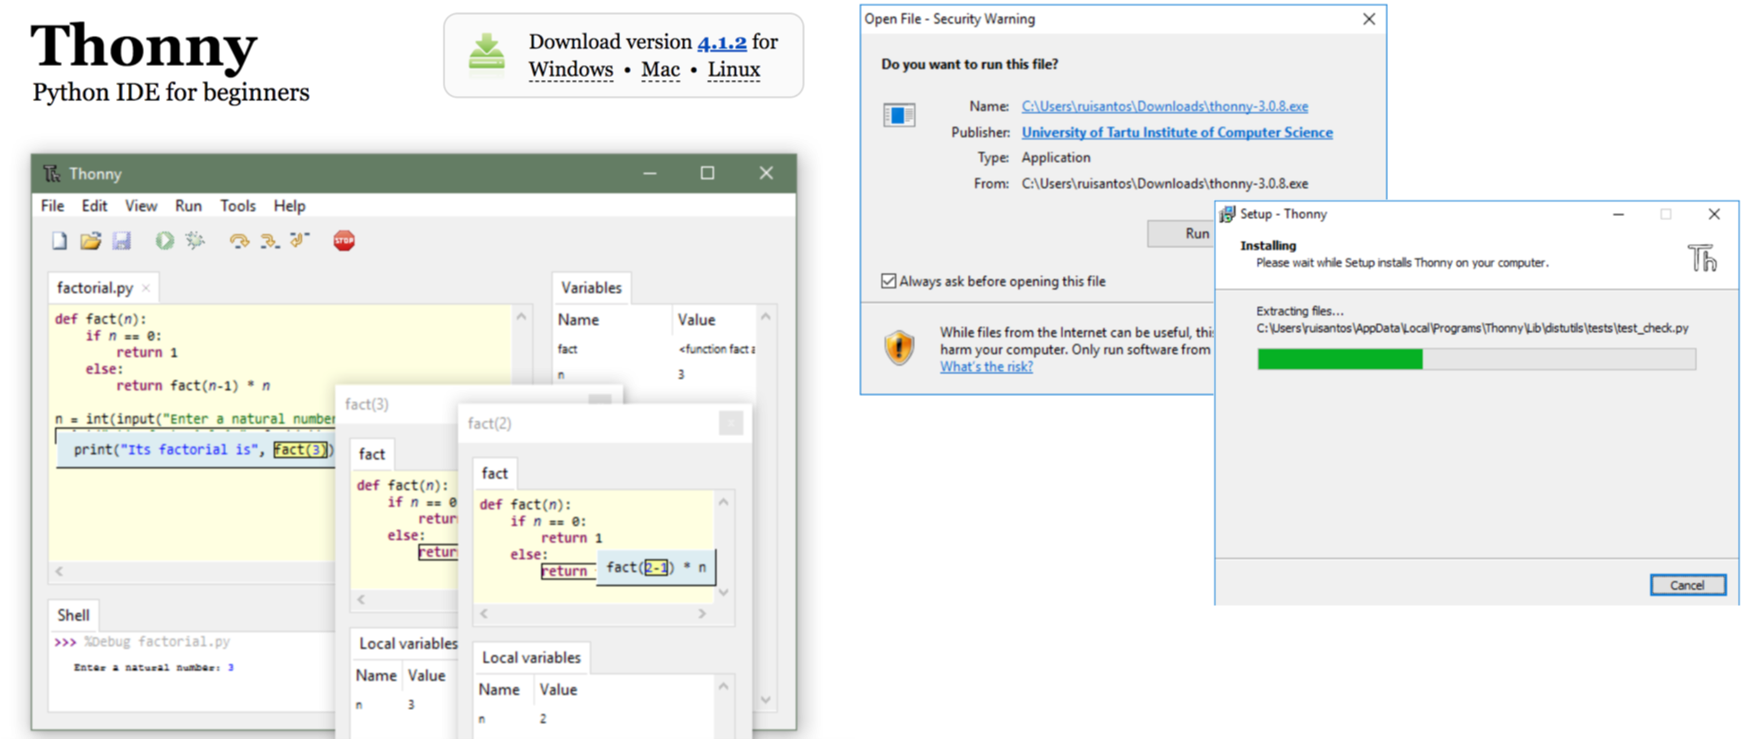 Thonny
Python IDE for beginners
Download version 4.1.2 for
Windows • Mac • Linux
Thonny
File Edit View Run Tools Help
STOP
factorial.py
def fact(n):
    if n == 0:
        return 1
    else:
        return fact(n-1) * n
n = int(input("Enter a natural number
print("Its factorial is", fact(3))
Shell
>>> %Debug factorial.py
Enter a natural number: 3
Variables
Name Value
fact <function fact a
n 3
fact(3)
fact
def fact(n):
    if n == 0
        retur
    else:
        retur
Local variables
Name Value
n 3
fact(2)
fact
def fact(n):
    if n == 0:
        return 1
    else:
        return fact(2-1) * n
Local variables
Name Value
n 2
Open File - Security Warning
Do you want to run this file?
Name: C:\Users\ruisantos\Downloads\thonny-3.0.8.exe
Publisher: University of Tartu Institute of Computer Science
Type: Application
From: C:\Users\ruisantos\Downloads\thonny-3.0.8.exe
Run
Always ask before opening this file
While files from the Internet can be useful, this
harm your computer. Only run software from
What's the risk?
Setup - Thonny
Installing
Please wait while Setup installs Thonny on your computer.
Th
Extracting files...
C:\Users\ruisantos\AppData\Local\Programs\Thonny\Lib\distutils\tests\test_check.py
Cancel